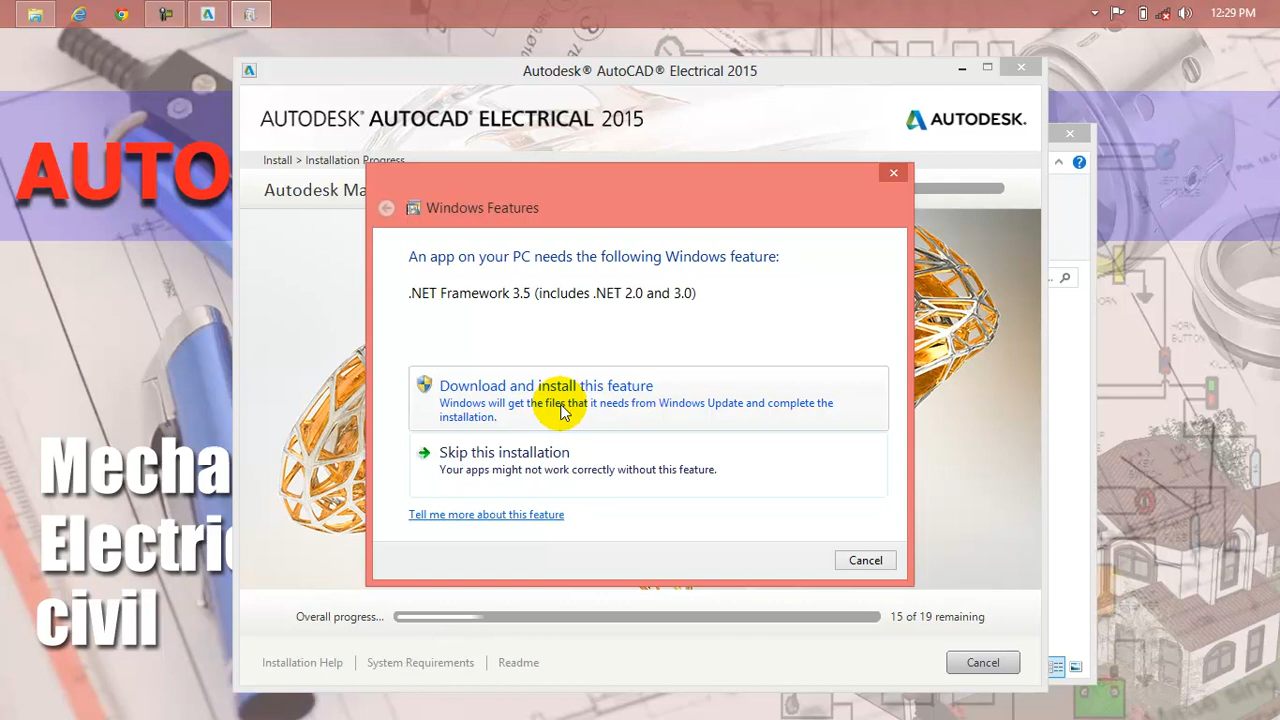 12:29 PM
Autodesk® AutoCAD® Electrical 2015
AUTODESK® AUTOCAD® ELECTRICAL 2015
AUTODESK.
AUTO
Install > Installation Progress
Autodesk Ma
Windows Features
An app on your PC needs the following Windows feature:
.NET Framework 3.5 (includes .NET 2.0 and 3.0)
HORN
BUTTON
Download and install this feature
Windows will get the files that it needs from Windows Update and complete the
installation.
Skip this installation
Your apps might not work correctly without this feature.
Tell me more about this feature
Cancel
Mecha
Electric
civil
Overall progress...
15 of 19 remaining
Installation Help
System Requirements
Readme
Cancel